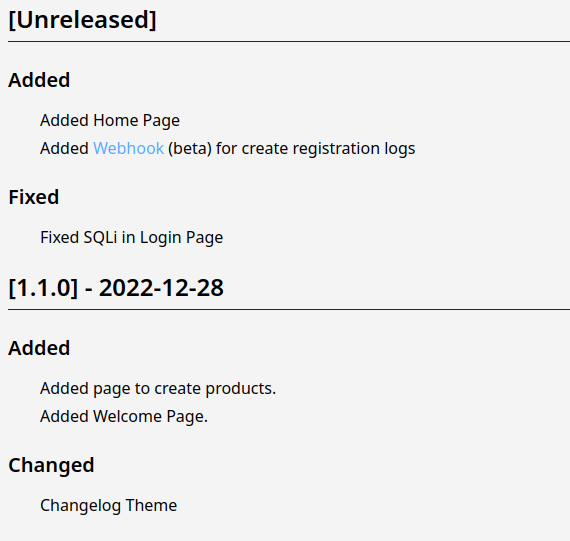 [Unreleased]
Added
Added Home Page
Added Webhook (beta) for create registration logs
Fixed
Fixed SQLi in Login Page
[1.1.0] - 2022-12-28
Added
Added page to create products.
Added Welcome Page.
Changed
Changelog Theme